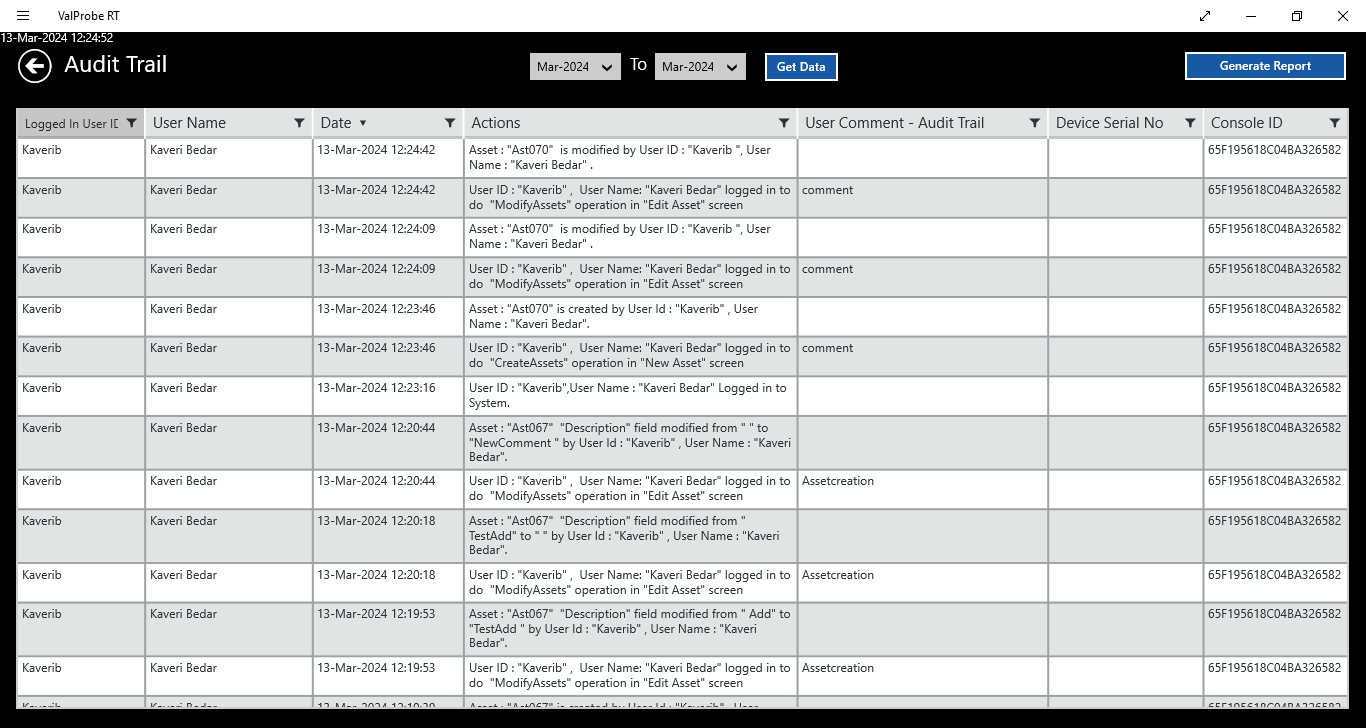 ValProbe RT
13-Mar-2024 12:24:52
Audit Trail
Mar-2024
To
Mar-2024
Get Data
Generate Report
Logged In User ID
User Name
Date
Actions
User Comment - Audit Trail
Device Serial No
Console ID
Kaverib
Kaveri Bedar
13-Mar-2024 12:24:42
Asset : "Ast070"  is modified by User ID : "Kaverib ", User
Name : "Kaveri Bedar" .
65F195618C04BA326582
Kaverib
Kaveri Bedar
13-Mar-2024 12:24:42
User ID : "Kaverib" ,  User Name: "Kaveri Bedar" logged in to
do  "ModifyAssets" operation in "Edit Asset" screen
comment
65F195618C04BA326582
Kaverib
Kaveri Bedar
13-Mar-2024 12:24:09
Asset : "Ast070"  is modified by User ID : "Kaverib ", User
Name : "Kaveri Bedar" .
65F195618C04BA326582
Kaverib
Kaveri Bedar
13-Mar-2024 12:24:09
User ID : "Kaverib" ,  User Name: "Kaveri Bedar" logged in to
do  "ModifyAssets" operation in "Edit Asset" screen
comment
65F195618C04BA326582
Kaverib
Kaveri Bedar
13-Mar-2024 12:23:46
Asset : "Ast070" is created by User Id : "Kaverib" , User
Name : "Kaveri Bedar".
65F195618C04BA326582
Kaverib
Kaveri Bedar
13-Mar-2024 12:23:46
User ID : "Kaverib" ,  User Name: "Kaveri Bedar" logged in to
do  "CreateAssets" operation in "New Asset" screen
comment
65F195618C04BA326582
Kaverib
Kaveri Bedar
13-Mar-2024 12:23:16
User ID : "Kaverib",User Name : "Kaveri Bedar" Logged in to
System.
65F195618C04BA326582
Kaverib
Kaveri Bedar
13-Mar-2024 12:20:44
Asset : "Ast067"  "Description" field modified from " " to
"NewComment " by User Id : "Kaverib" , User Name : "Kaveri
Bedar".
65F195618C04BA326582
Kaverib
Kaveri Bedar
13-Mar-2024 12:20:44
User ID : "Kaverib" ,  User Name: "Kaveri Bedar" logged in to
do  "ModifyAssets" operation in "Edit Asset" screen
Assetcreation
65F195618C04BA326582
Kaverib
Kaveri Bedar
13-Mar-2024 12:20:18
Asset : "Ast067"  "Description" field modified from "
TestAdd" to " " by User Id : "Kaverib" , User Name : "Kaveri
Bedar".
65F195618C04BA326582
Kaverib
Kaveri Bedar
13-Mar-2024 12:20:18
User ID : "Kaverib" ,  User Name: "Kaveri Bedar" logged in to
do  "ModifyAssets" operation in "Edit Asset" screen
Assetcreation
65F195618C04BA326582
Kaverib
Kaveri Bedar
13-Mar-2024 12:19:53
Asset : "Ast067"  "Description" field modified from " Add" to
"TestAdd " by User Id : "Kaverib" , User Name : "Kaveri
Bedar".
65F195618C04BA326582
Kaverib
Kaveri Bedar
13-Mar-2024 12:19:53
User ID : "Kaverib" ,  User Name: "Kaveri Bedar" logged in to
do  "ModifyAssets" operation in "Edit Asset" screen
Assetcreation
65F195618C04BA326582